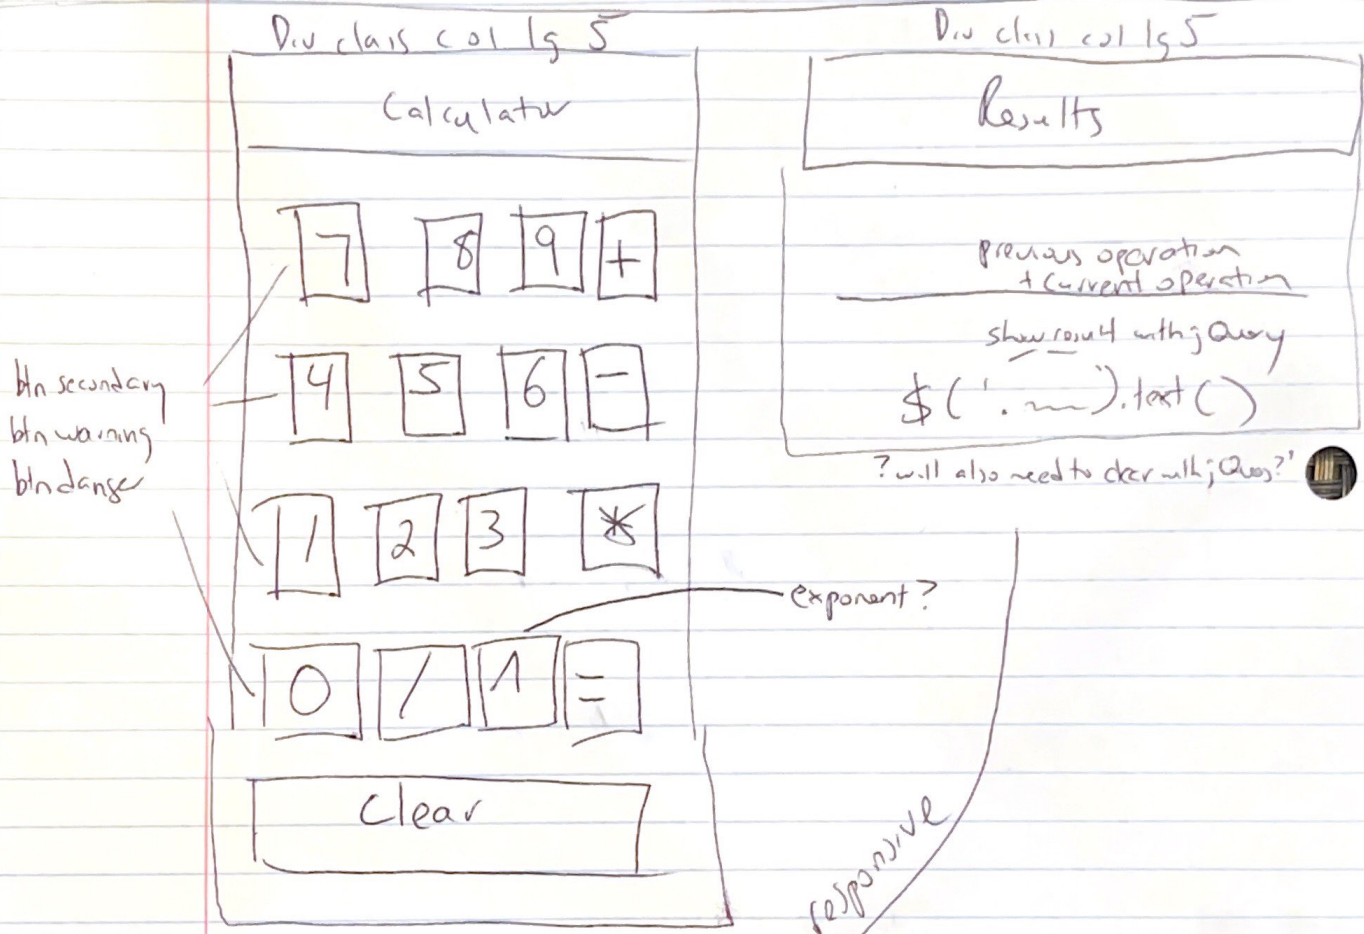 Div class col lg 5
Calculator
7 8 9 +
4 5 6 -
1 2 3 *
0 / ^ =
Clear
btn secondary
btn warning
btn danger
exponent?
Div class col lg 5
Results
previous operation
+ current operation
show result with jQuery
$('. ').text()
? will also need to clear with jQuery?'
responsive